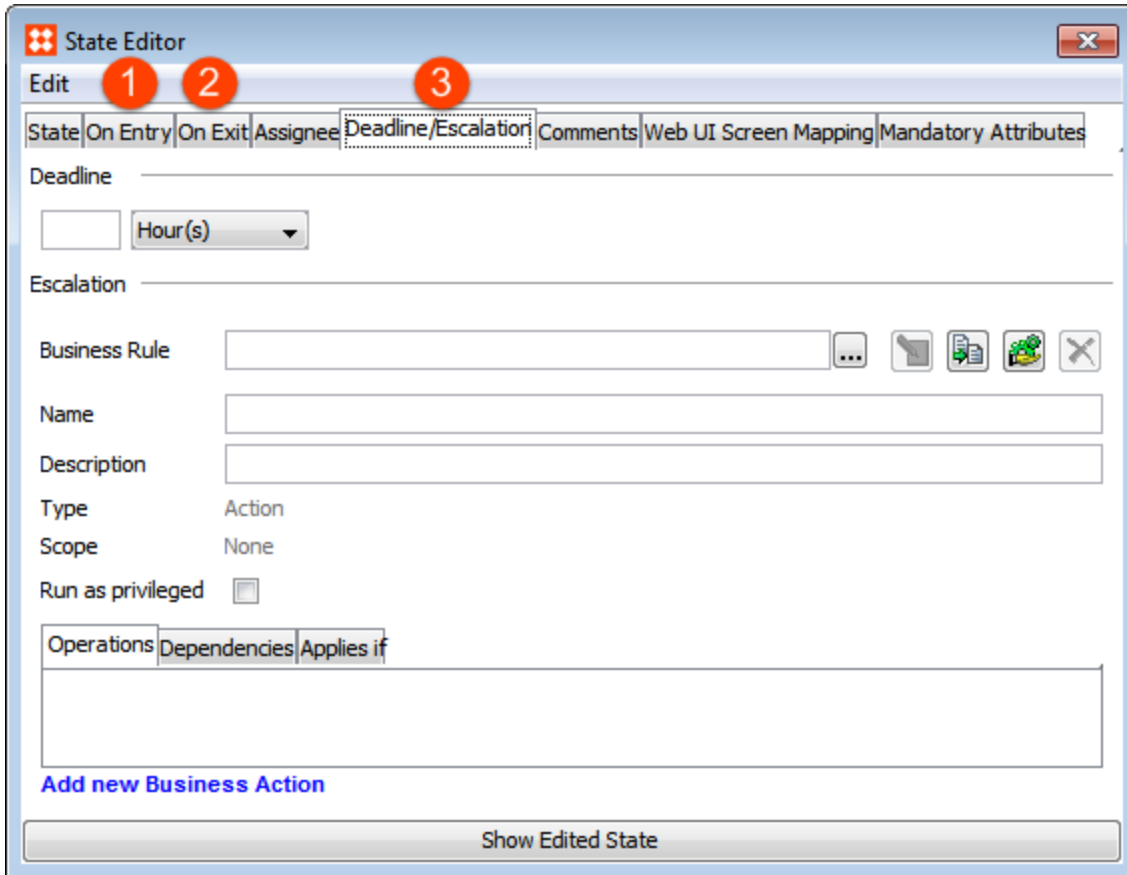 State Editor
Edit 1 2 3
State On Entry On Exit Assignee Deadline/Escalation Comments Web UI Screen Mapping Mandatory Attributes
Deadline
Hour(s)
Escalation
Business Rule ...
Name
Description
Type Action
Scope None
Run as privileged
Operations Dependencies Applies if
Add new Business Action
Show Edited State